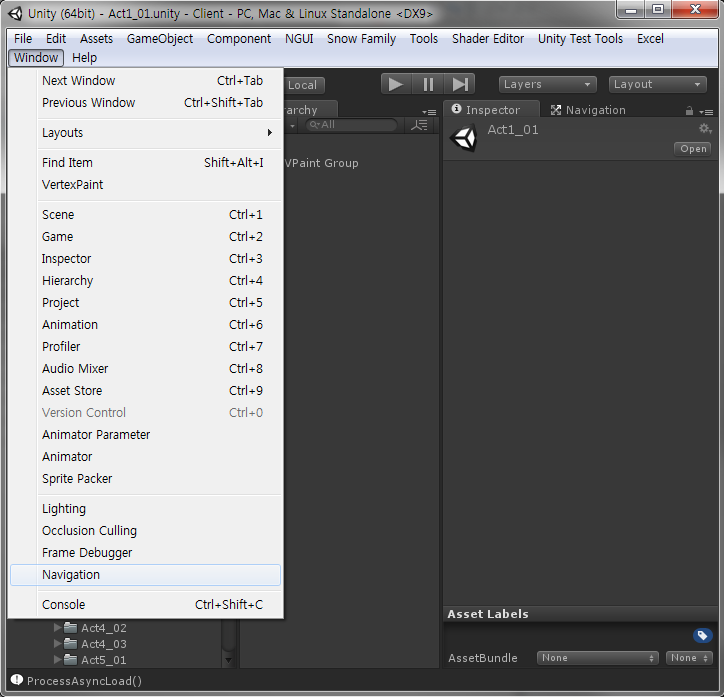 Unity (64bit) - Act1_01.unity - Client - PC, Mac & Linux Standalone <DX9>
File Edit Assets GameObject Component NGUI Snow Family Tools Shader Editor Unity Test Tools Excel
Window Help
Next Window Ctrl+Tab
Previous Window Ctrl+Shift+Tab
Layouts
Find Item Shift+Alt+I
VertexPaint
Scene Ctrl+1
Game Ctrl+2
Inspector Ctrl+3
Hierarchy Ctrl+4
Project Ctrl+5
Animation Ctrl+6
Profiler Ctrl+7
Audio Mixer Ctrl+8
Asset Store Ctrl+9
Version Control Ctrl+0
Animator Parameter
Animator
Sprite Packer
Lighting
Occlusion Culling
Frame Debugger
Navigation
Console Ctrl+Shift+C
Local Layers Layout
archy
All
VPaint Group
Inspector Navigation
Act1_01
Open
Act4_02
Act4_03
Act5_01
Asset Labels
AssetBundle None None
ProcessAsyncLoad()